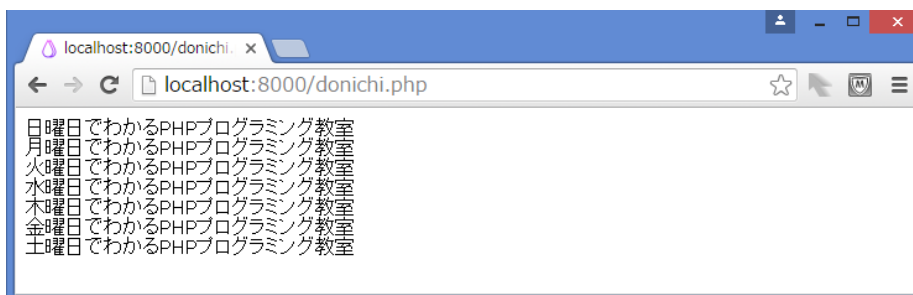 localhost:8000/donichi.
localhost:8000/donichi.php
日曜日でわかるPHPプログラミング教室
月曜日でわかるPHPプログラミング教室
火曜日でわかるPHPプログラミング教室
水曜日でわかるPHPプログラミング教室
木曜日でわかるPHPプログラミング教室
金曜日でわかるPHPプログラミング教室
土曜日でわかるPHPプログラミング教室